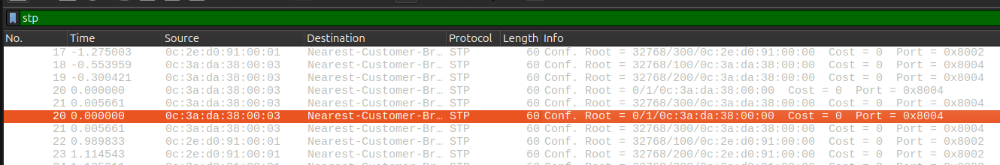 stp
No. Time Source Destination Protocol Length Info
17 -1.275003 0c:2e:d0:91:00:01 Nearest-Customer-Br… STP 60 Conf. Root = 32768/300/0c:2e:d0:91:00:00 Cost = 0 Port = 0x8002
18 -0.553959 0c:3a:da:38:00:03 Nearest-Customer-Br… STP 60 Conf. Root = 32768/100/0c:3a:da:38:00:00 Cost = 0 Port = 0x8004
19 -0.300421 0c:3a:da:38:00:03 Nearest-Customer-Br… STP 60 Conf. Root = 32768/200/0c:3a:da:38:00:00 Cost = 0 Port = 0x8004
20 0.000000 0c:3a:da:38:00:03 Nearest-Customer-Br… STP 60 Conf. Root = 0/1/0c:3a:da:38:00:00 Cost = 0 Port = 0x8004
21 0.005661 0c:3a:da:38:00:03 Nearest-Customer-Br… STP 60 Conf. Root = 32768/300/0c:3a:da:38:00:00 Cost = 0 Port = 0x8004
20 0.000000 0c:3a:da:38:00:03 Nearest-Customer-Br… STP 60 Conf. Root = 0/1/0c:3a:da:38:00:00 Cost = 0 Port = 0x8004
21 0.005661 0c:3a:da:38:00:03 Nearest-Customer-Br… STP 60 Conf. Root = 32768/300/0c:3a:da:38:00:00 Cost = 0 Port = 0x8004
22 0.989833 0c:2e:d0:91:00:01 Nearest-Customer-Br… STP 60 Conf. Root = 32768/100/0c:2e:d0:91:00:00 Cost = 0 Port = 0x8002
23 1.114543 0c:2e:d0:91:00:01 Nearest-Customer-Br… STP 60 Conf. Root = 32768/200/0c:2e:d0:91:00:00 Cost = 0 Port = 0x8002